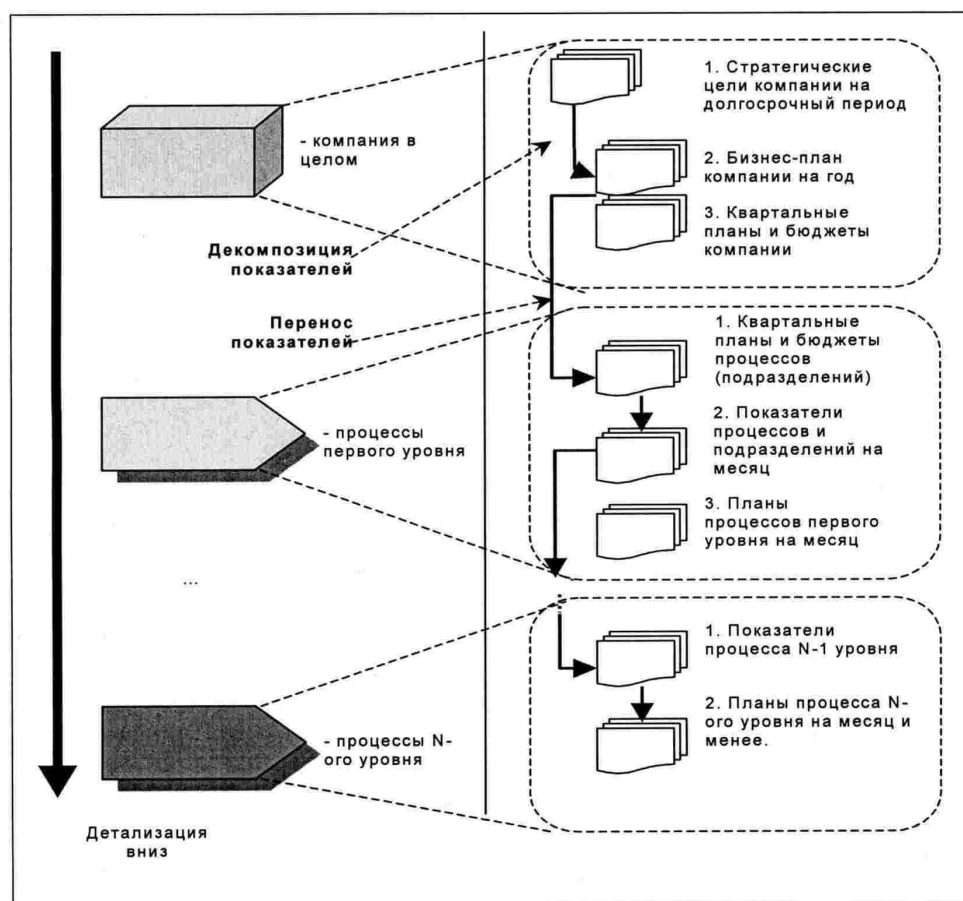 - компания в
целом
Декомпозиция
показателей
Перенос
показателей
- процессы
первого уровня
...
- процессы N-
ого уровня
Детализация
вниз
1. Стратегические
цели компании на
долгосрочный период
2. Бизнес-план
компании на год
3. Квартальные
планы и бюджеты
компании
1. Квартальные
планы и бюджеты
процессов
(подразделений)
2. Показатели
процессов и
подразделений на
месяц
3. Планы
процессов первого
уровня на месяц
1. Показатели
процесса N-1 уровня
2. Планы процесса N-
ого уровня на месяц и
менее.